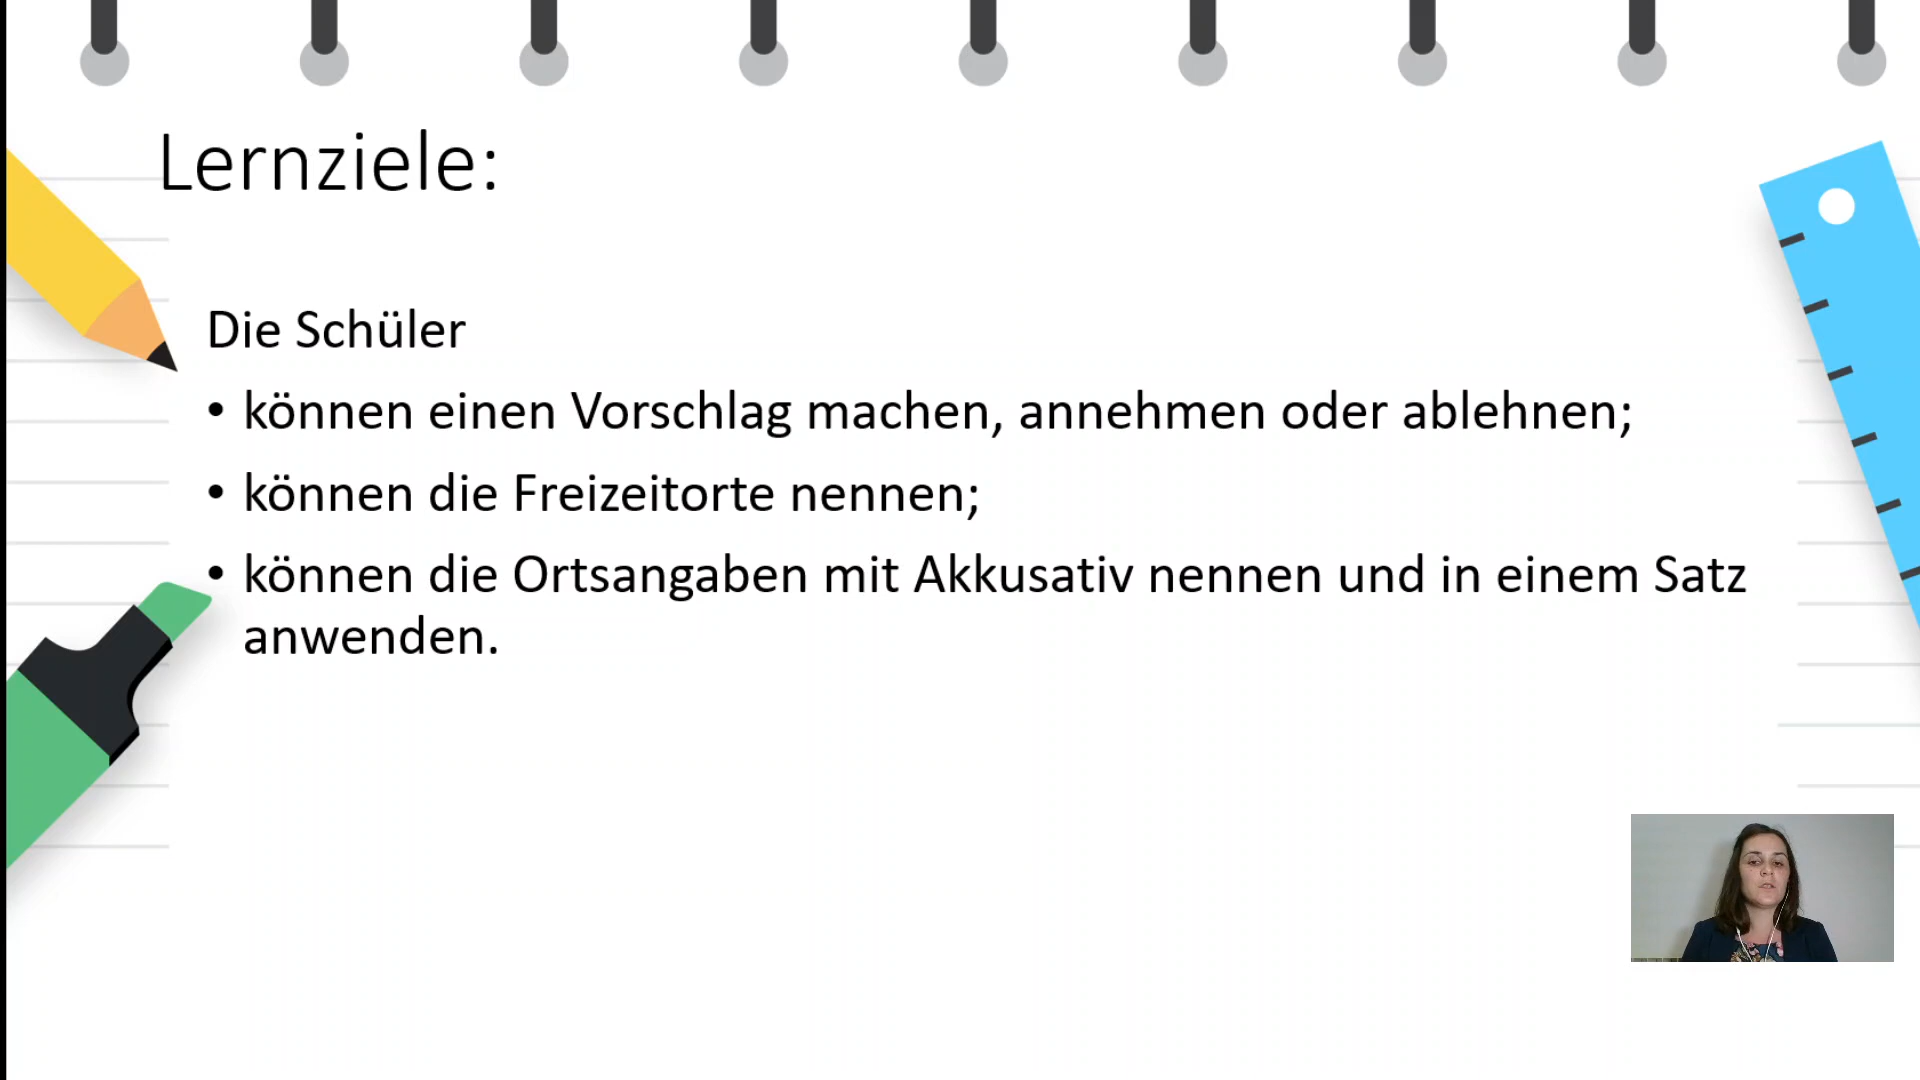 Lernziele:
Die Schüler
• können einen Vorschlag machen, annehmen oder ablehnen;
• können die Freizeitorte nennen;
• können die Ortsangaben mit Akkusativ nennen und in einem Satz
anwenden.